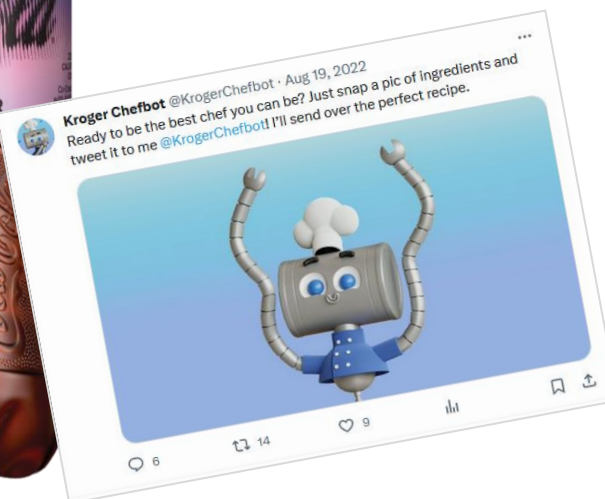 Kroger Chefbot @KrogerChefbot · Aug 19, 2022
Ready to be the best chef you can be? Just snap a pic of ingredients and
tweet it to me @KrogerChefbot! I'll send over the perfect recipe.
6
14
9